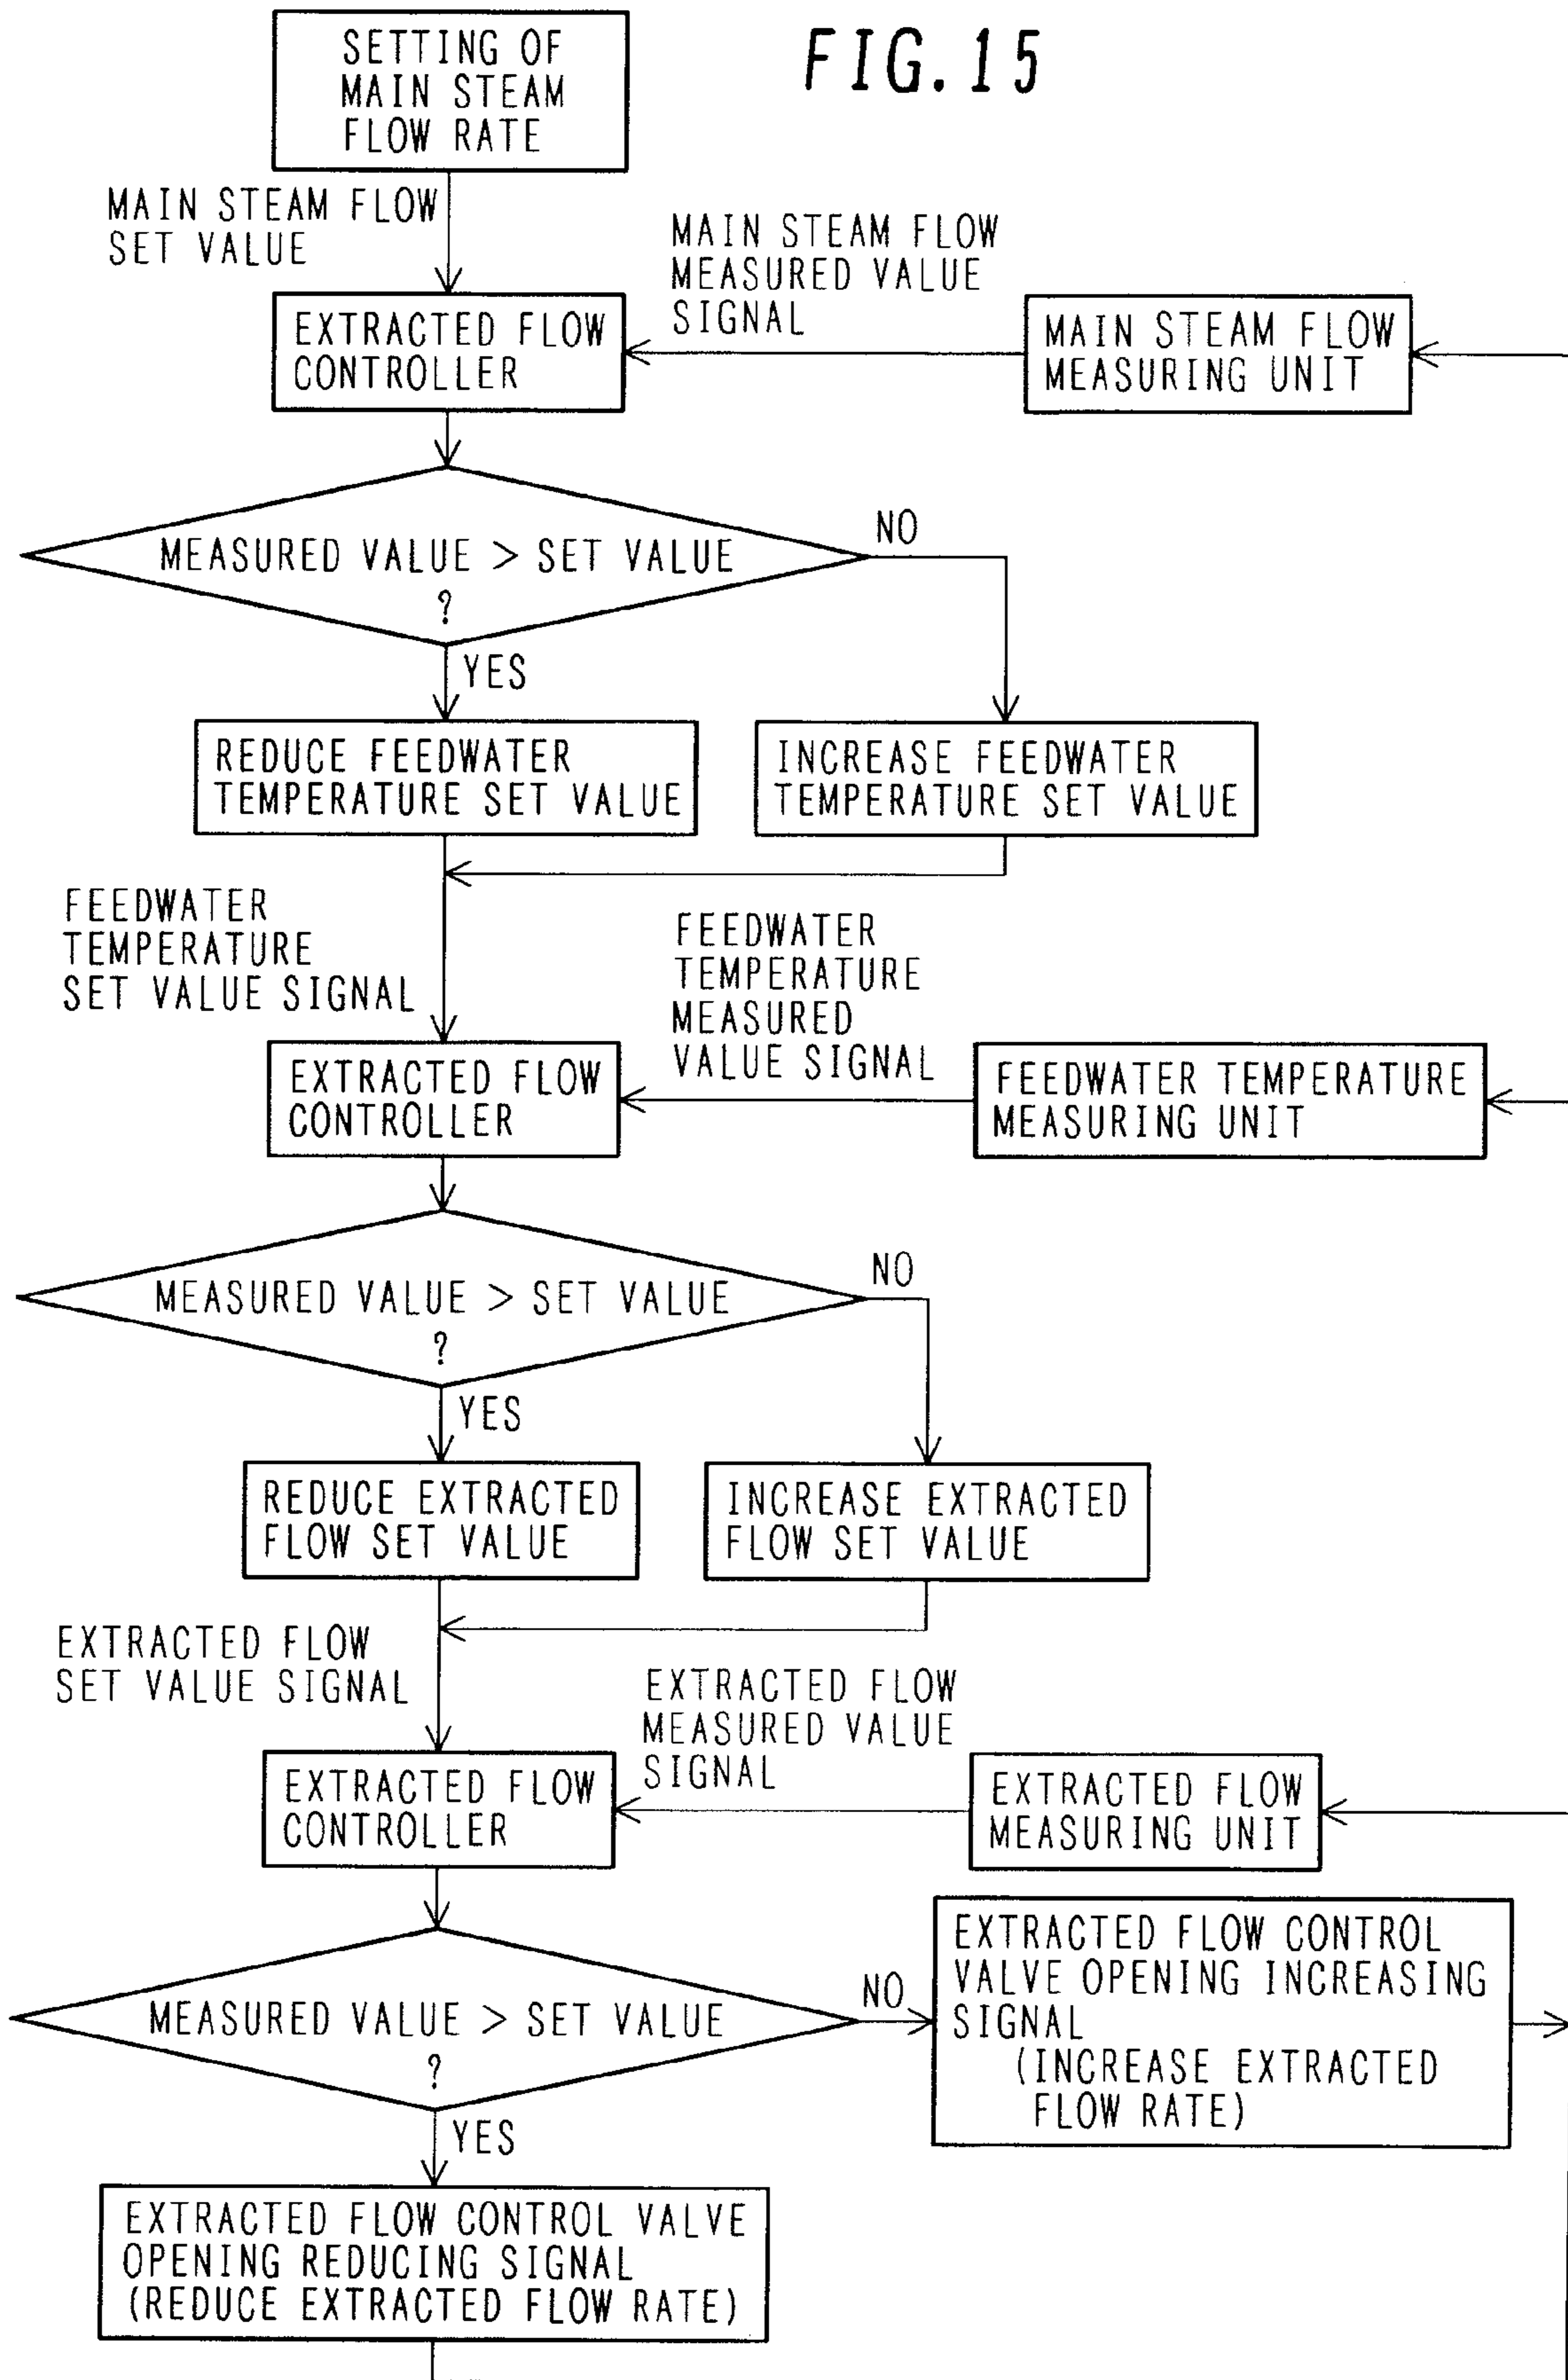 FIG.15
SETTING OF
MAIN STEAM
FLOW RATE
MAIN STEAM FLOW
SET VALUE
MAIN STEAM FLOW
MEASURED VALUE
SIGNAL
EXTRACTED FLOW
CONTROLLER
MAIN STEAM FLOW
MEASURING UNIT
MEASURED VALUE > SET VALUE
?
NO
YES
REDUCE FEEDWATER
TEMPERATURE SET VALUE
INCREASE FEEDWATER
TEMPERATURE SET VALUE
FEEDWATER
TEMPERATURE
SET VALUE SIGNAL
FEEDWATER
TEMPERATURE
MEASURED
VALUE SIGNAL
EXTRACTED FLOW
CONTROLLER
FEEDWATER TEMPERATURE
MEASURING UNIT
MEASURED VALUE > SET VALUE
?
NO
YES
REDUCE EXTRACTED
FLOW SET VALUE
INCREASE EXTRACTED
FLOW SET VALUE
EXTRACTED FLOW
SET VALUE SIGNAL
EXTRACTED FLOW
MEASURED VALUE
SIGNAL
EXTRACTED FLOW
CONTROLLER
EXTRACTED FLOW
MEASURING UNIT
MEASURED VALUE > SET VALUE
?
NO
EXTRACTED FLOW CONTROL
VALVE OPENING INCREASING
SIGNAL
(INCREASE EXTRACTED
FLOW RATE)
YES
EXTRACTED FLOW CONTROL VALVE
OPENING REDUCING SIGNAL
(REDUCE EXTRACTED FLOW RATE)